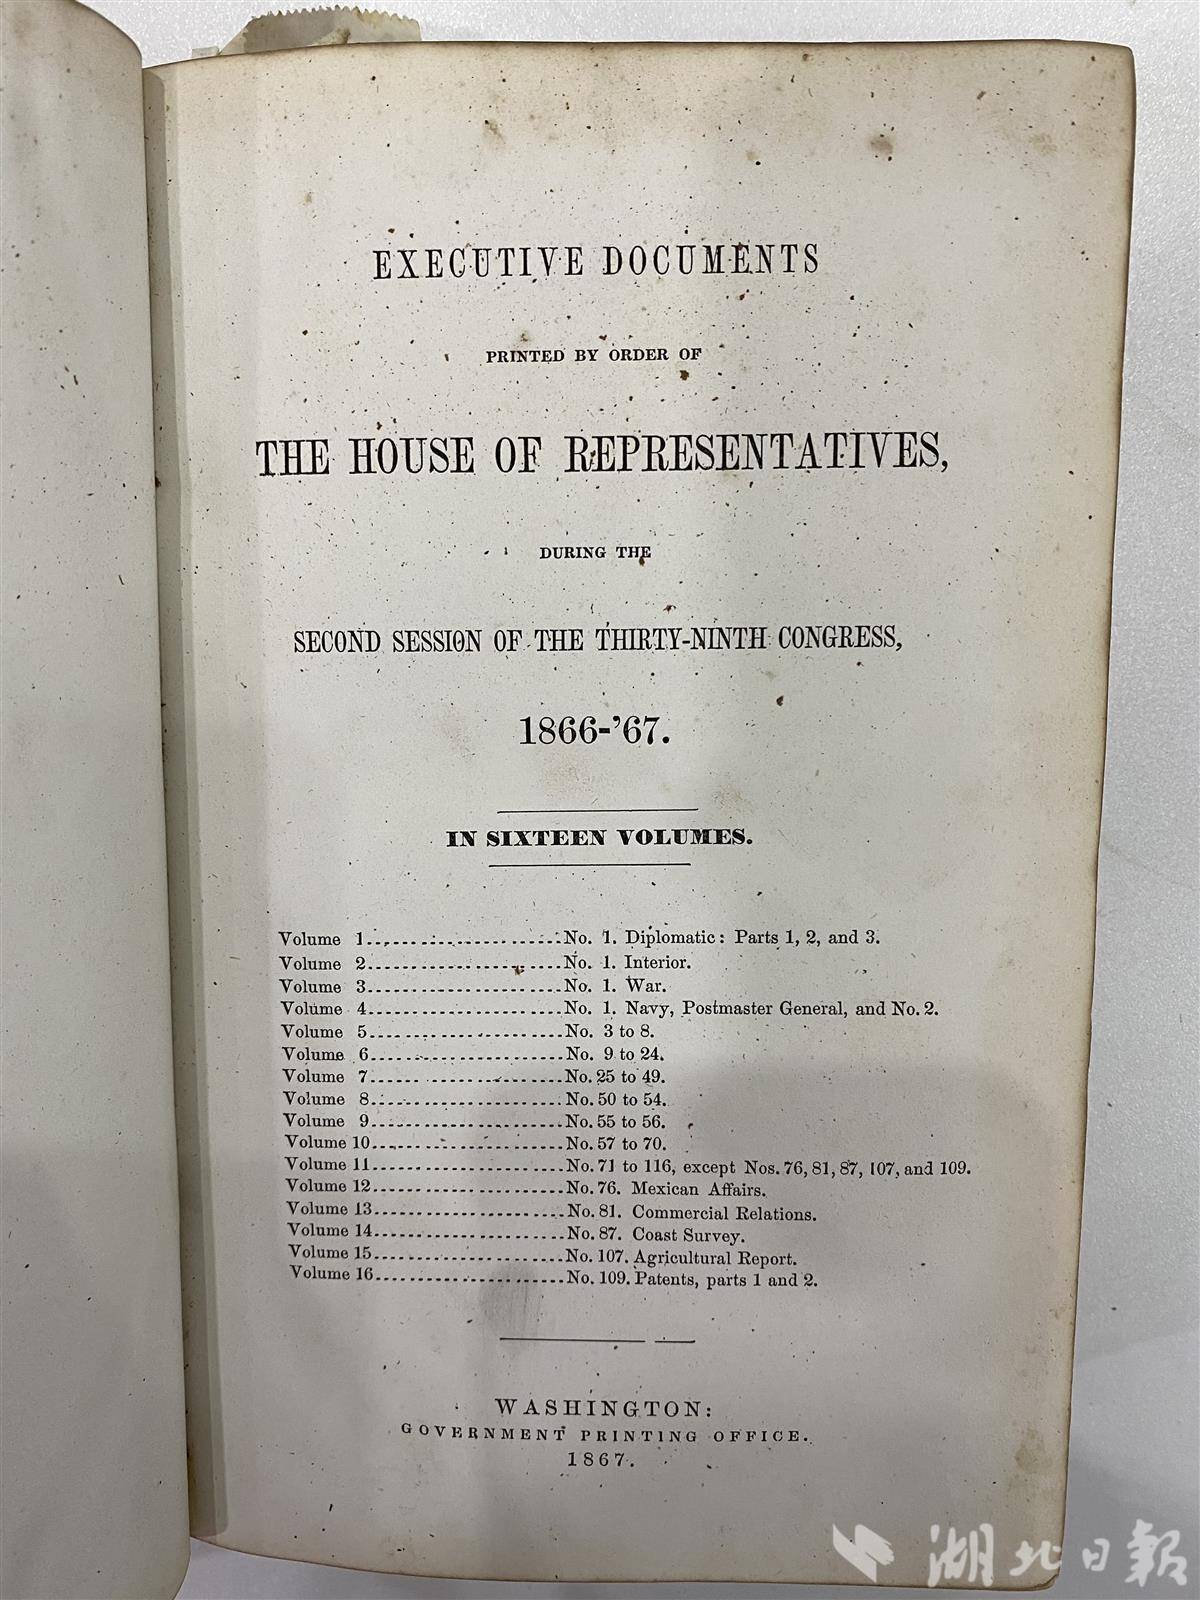 EXECUTIVE DOCUMENTS
PRINTED BY ORDER OF
THE HOUSE OF REPRESENTATIVES,
DURING THE
SECOND SESSION OF THE THIRTY-NINTH CONGRESS,
1866-'67.
IN SIXTEEN VOLUMES.
Volume 1..........................No. 1. Diplomatic: Parts 1, 2, and 3.
Volume 2..........................No. 1. Interior.
Volume 3..........................No. 1. War.
Volume 4..........................No. 1. Navy, Postmaster General, and No. 2.
Volume 5..........................No. 3 to 8.
Volume 6..........................No. 9 to 24.
Volume 7..........................No. 25 to 49.
Volume 8..........................No. 50 to 54.
Volume 9..........................No. 55 to 56.
Volume 10..........................No. 57 to 70.
Volume 11..........................No. 71 to 116, except Nos. 76, 81, 87, 107, and 109.
Volume 12..........................No. 76. Mexican Affairs.
Volume 13..........................No. 81. Commercial Relations.
Volume 14..........................No. 87. Coast Survey.
Volume 15..........................No. 107. Agricultural Report.
Volume 16..........................No. 109. Patents, parts 1 and 2.
WASHINGTON:
GOVERNMENT PRINTING OFFICE.
1867.
湖北日報